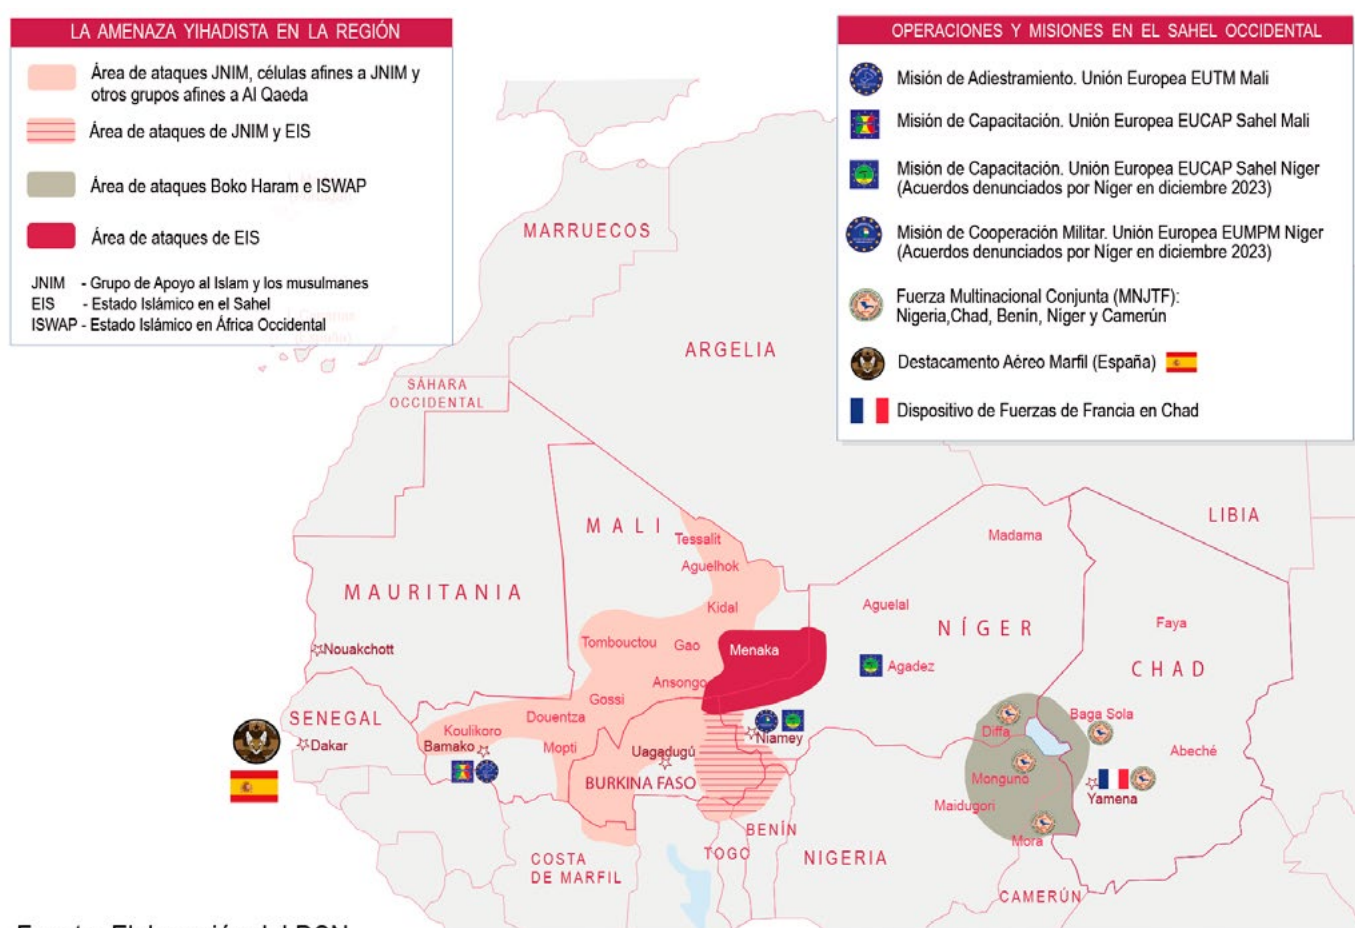 LA AMENAZA YIHADISTA EN LA REGIÓN
Área de ataques JNIM, células afines a JNIM y
otros grupos afines a Al Qaeda
Área de ataques de JNIM y EIS
Área de ataques Boko Haram e ISWAP
Área de ataques de EIS
JNIM - Grupo de Apoyo al Islam y los musulmanes
EIS - Estado Islámico en el Sahel
ISWAP - Estado Islámico en África Occidental
OPERACIONES Y MISIONES EN EL SAHEL OCCIDENTAL
Misión de Adiestramiento. Unión Europea EUTM Mali
Misión de Capacitación. Unión Europea EUCAP Sahel Mali
Misión de Capacitación. Unión Europea EUCAP Sahel Níger
(Acuerdos denunciados por Níger en diciembre 2023)
Misión de Cooperación Militar. Unión Europea EUMPM Níger
(Acuerdos denunciados por Níger en diciembre 2023)
Fuerza Multinacional Conjunta (MNJTF):
Nigeria,Chad, Benín, Níger y Camerún
Destacamento Aéreo Marfil (España)
Dispositivo de Fuerzas de Francia en Chad
MARRUECOS
ARGELIA
SÁHARA
OCCIDENTAL
LIBIA
MALI
Tessalit
Madama
Aguelhok
MAURITANIA
Kidal
Aguelal
NÍGER
Faya
Nouakchott
Tombouctou
Gao
Menaka
Agadez
CHAD
Ansongo
Gossi
SENEGAL
Dakar
Koulikoro
Douentza
Bamako
Mopti
Uagadugú
Niamey
Diffa
Baga Sola
Abeché
BURKINA FASO
Monguno
Yamena
Maidugori
Mora
BENÍN
TOGO
COSTA
DE MARFIL
NIGERIA
CAMERÚN